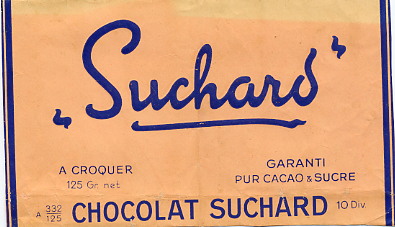 „Suchard"
A CROQUER
125 Gr. net
GARANTI
PUR CACAO & SUCRE
A 332/125 CHOCOLAT SUCHARD 10 Div.